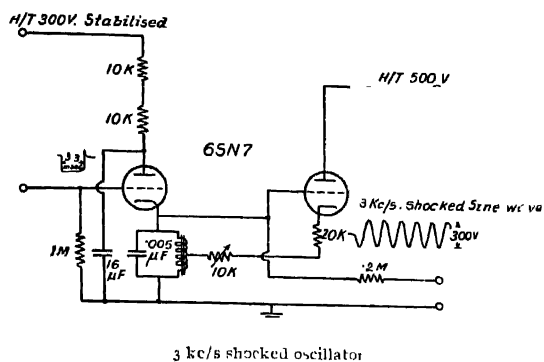 H/T 300V. Stabilised
10K
H/T 500 V
10K
6SN7
3 Kc/s. shocked Sine wave
20K
300V
1M
16
μF
.005
μF
10K
.2M
3 kc/s shocked oscillator